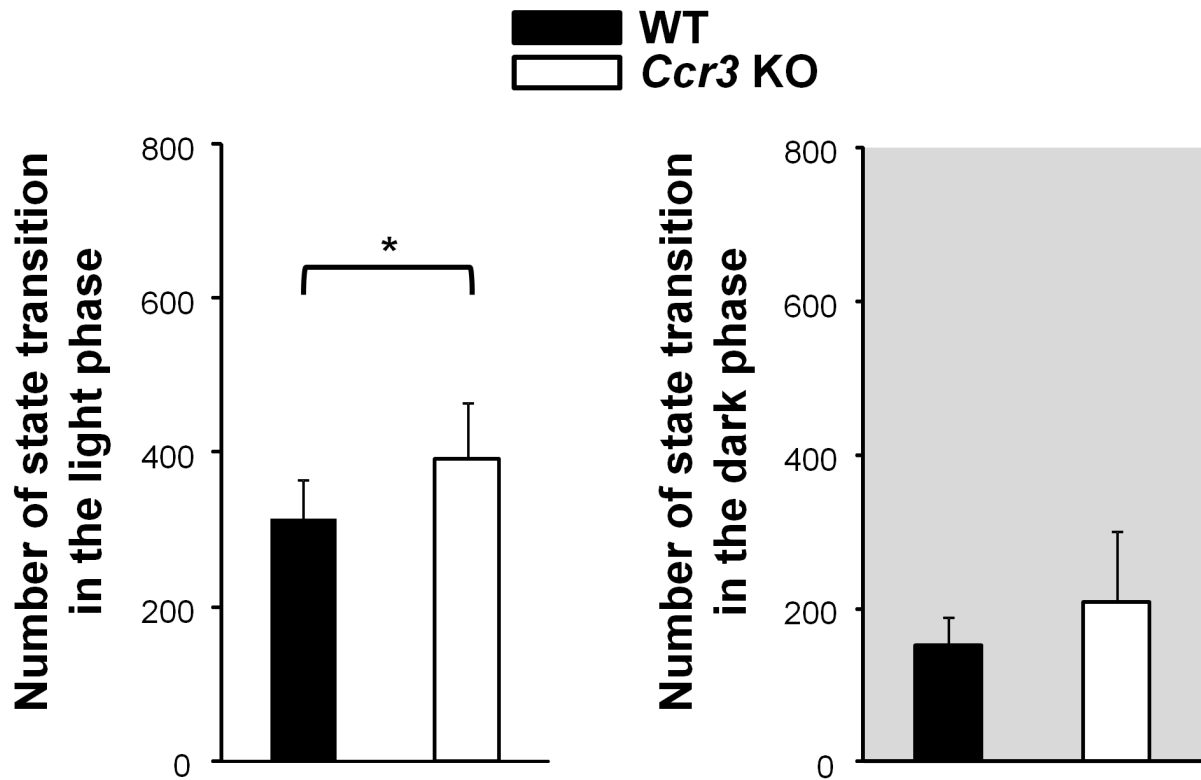 WT
Ccr3 KO
Number of state transition
in the light phase
800
600
400
200
0
*
Number of state transition
in the dark phase
800
600
400
200
0